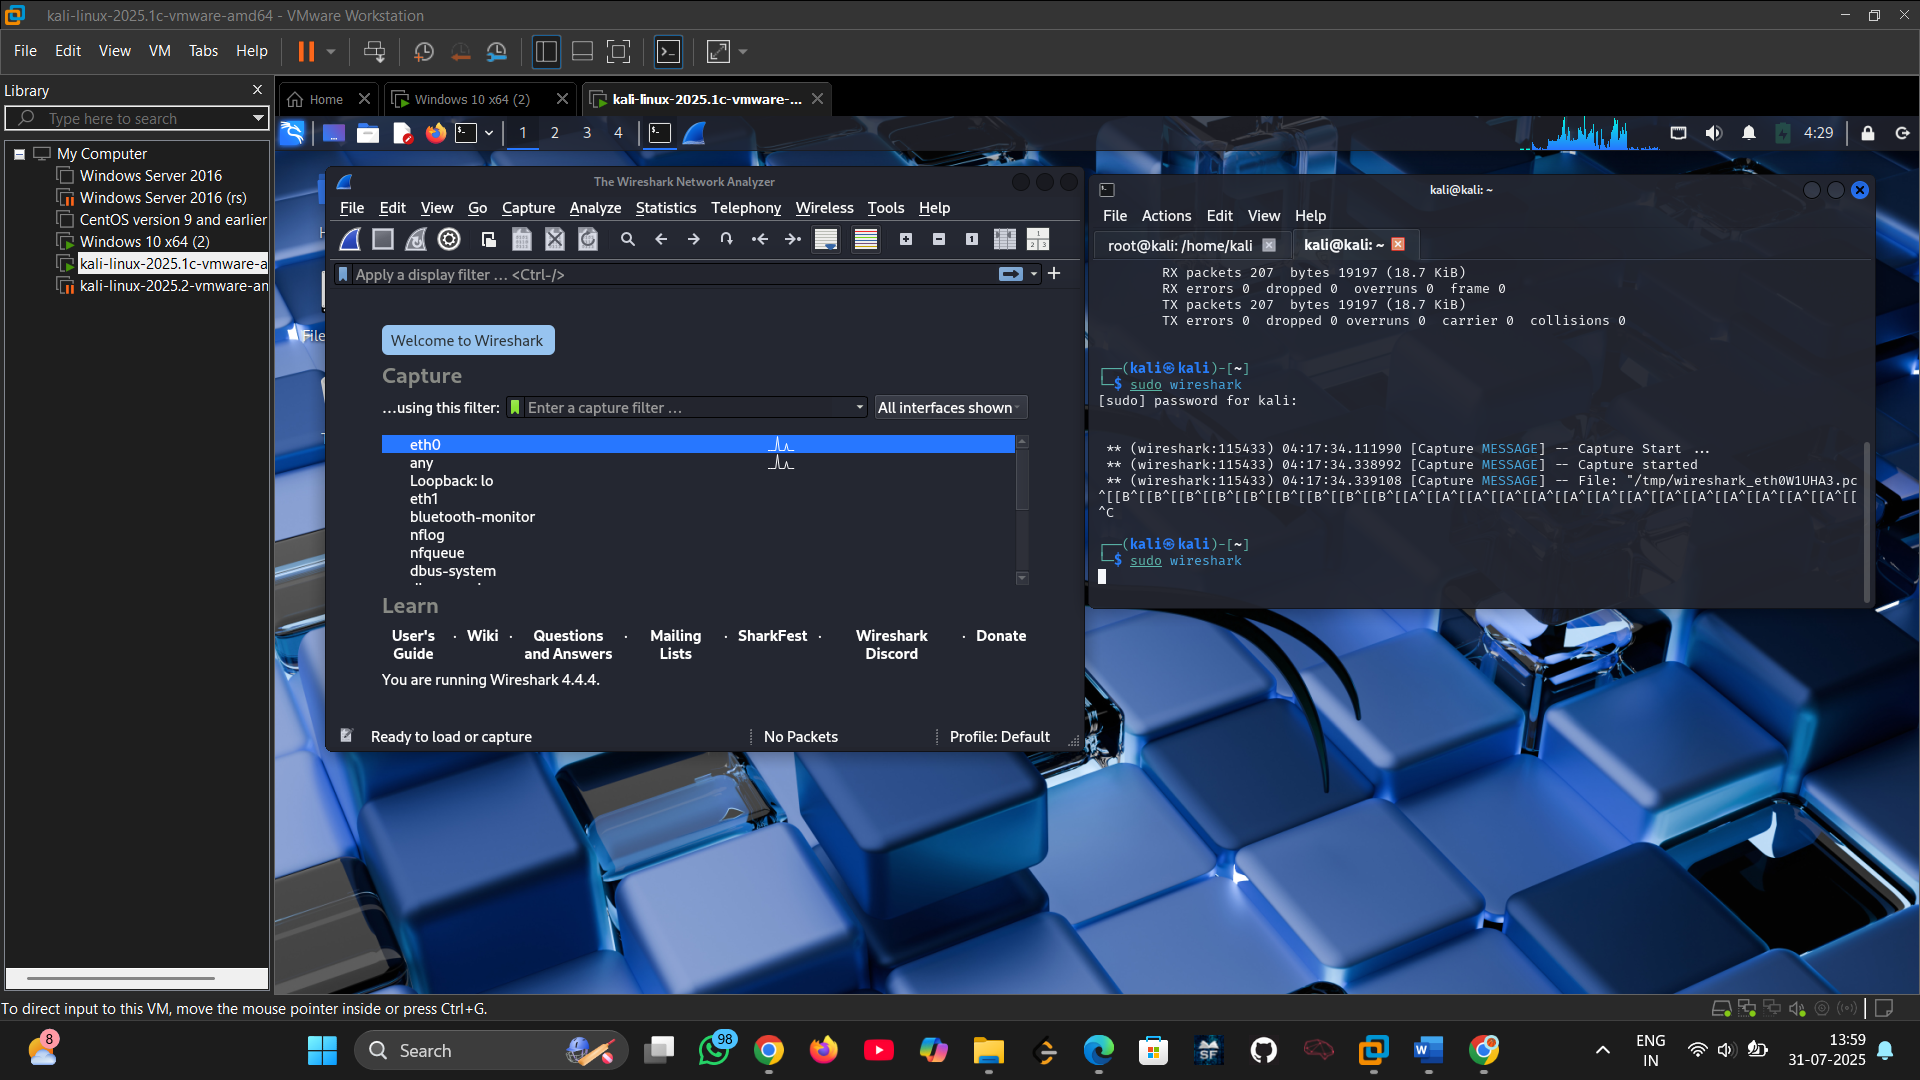 kali-linux-2025.1c-vmware-amd64 - VMware Workstation
File Edit View VM Tabs Help
Library
Type here to search
My Computer
Windows Server 2016
Windows Server 2016 (rs)
CentOS version 9 and earlier
Windows 10 x64 (2)
kali-linux-2025.1c-vmware-a
kali-linux-2025.2-vmware-an
Home
Windows 10 x64 (2)
kali-linux-2025.1c-vmware-...
1 2 3 4
4:29
File
The Wireshark Network Analyzer
File Edit View Go Capture Analyze Statistics Telephony Wireless Tools Help
Apply a display filter ... <Ctrl-/>
Welcome to Wireshark
Capture
...using this filter: Enter a capture filter ... All interfaces shown
eth0
any
Loopback: lo
eth1
bluetooth-monitor
nflog
nfqueue
dbus-system
Learn
User's Guide · Wiki · Questions and Answers · Mailing Lists · SharkFest · Wireshark Discord · Donate
You are running Wireshark 4.4.4.
Ready to load or capture No Packets Profile: Default
kali@kali: ~
File Actions Edit View Help
root@kali: /home/kali kali@kali: ~
RX packets 207 bytes 19197 (18.7 KiB)
RX errors 0 dropped 0 overruns 0 frame 0
TX packets 207 bytes 19197 (18.7 KiB)
TX errors 0 dropped 0 overruns 0 carrier 0 collisions 0
┌──(kali㉿kali)-[~]
└─$ sudo wireshark
[sudo] password for kali:
** (wireshark:115433) 04:17:34.111990 [Capture MESSAGE] -- Capture Start ...
** (wireshark:115433) 04:17:34.338992 [Capture MESSAGE] -- Capture started
** (wireshark:115433) 04:17:34.339108 [Capture MESSAGE] -- File: "/tmp/wireshark_eth0W1UHA3.pc
^[[B^[[B^[[B^[[B^[[B^[[B^[[B^[[B^[[B^[[B^[[A^[[A^[[A^[[A^[[A^[[A^[[A^[[A^[[A^[[A^[[A^[[A^[[A^[[
^C
┌──(kali㉿kali)-[~]
└─$ sudo wireshark
To direct input to this VM, move the mouse pointer inside or press Ctrl+G.
8
Search
98
SF
ENG
IN
13:59
31-07-2025